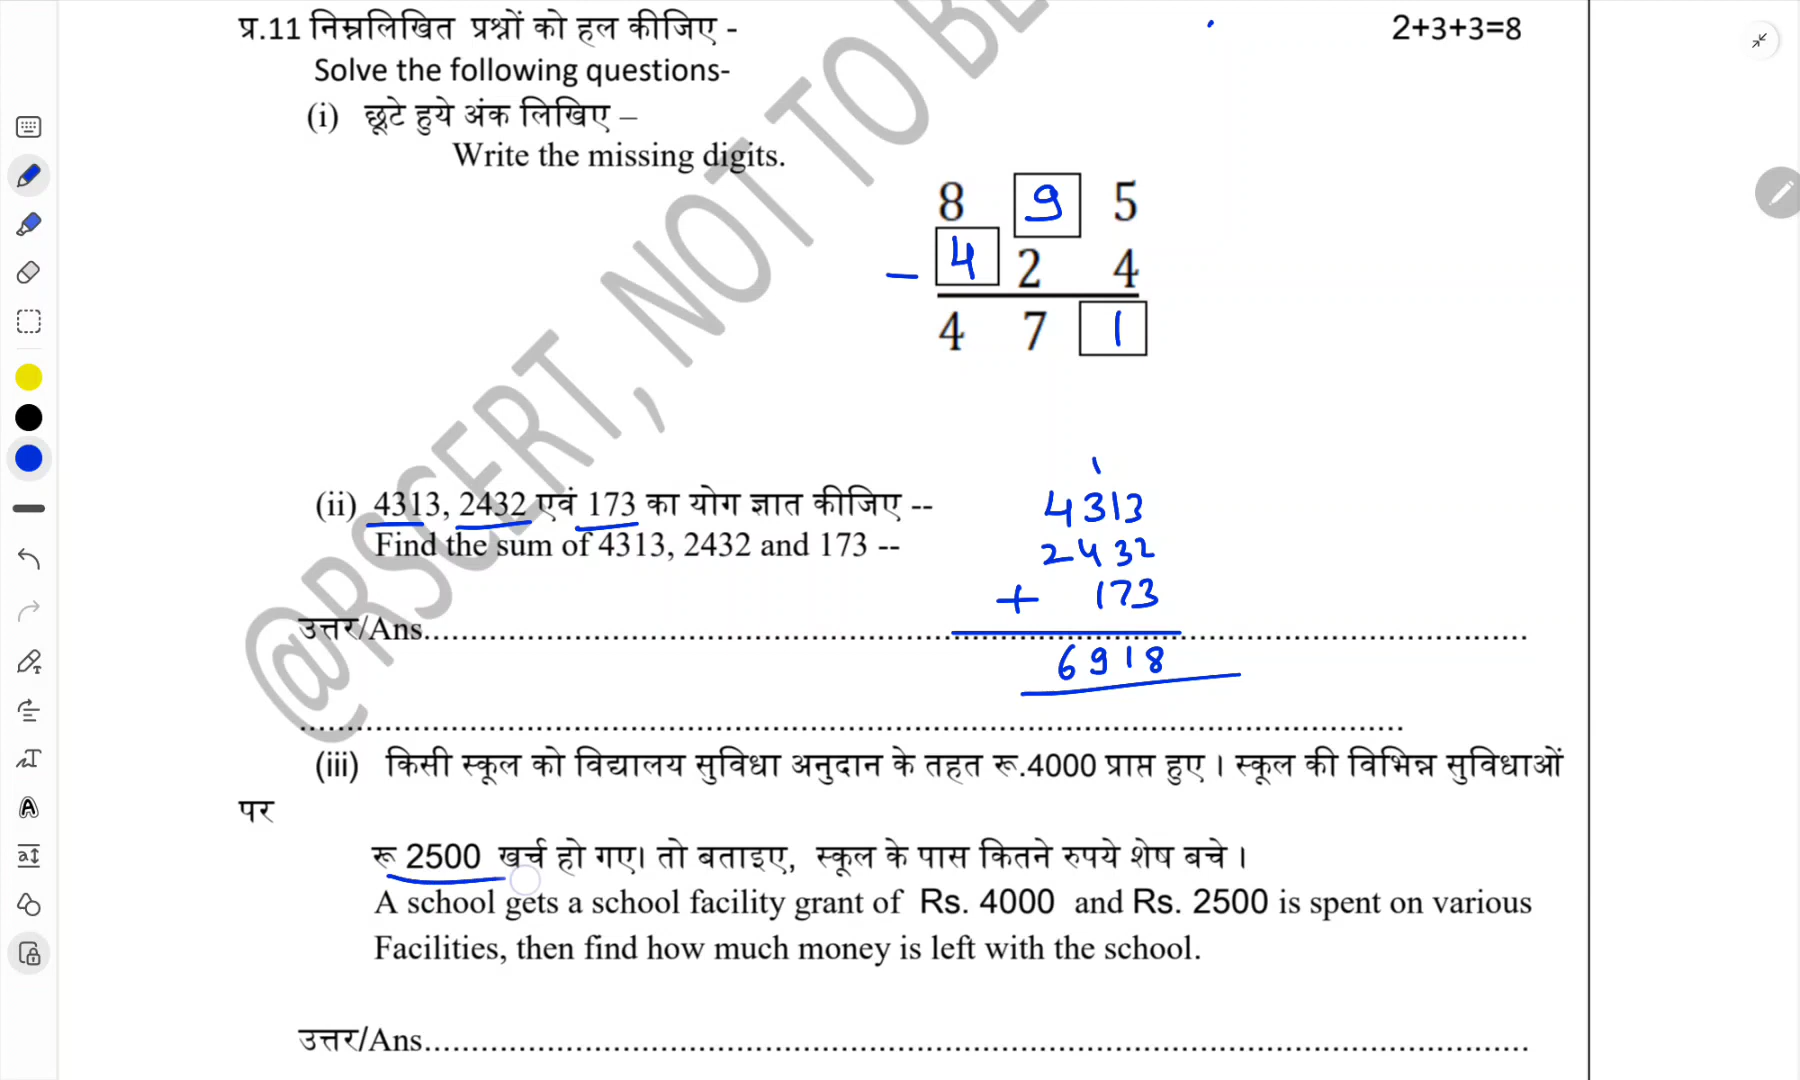 प्र.11 निम्नलिखित प्रश्नों को हल कीजिए - 2+3+3=8
Solve the following questions-
(i) छूटे हुये अंक लिखिए –
Write the missing digits.
8 9 5
– 4 2 4
4 7 1
(ii) 4313, 2432 एवं 173 का योग ज्ञात कीजिए --
Find the sum of 4313, 2432 and 173 --
1
4313
2432
+ 173
6918
उत्तर/Ans..........................................................................................
..........................................................................................
(iii) किसी स्कूल को विद्यालय सुविधा अनुदान के तहत रू.4000 प्राप्त हुए । स्कूल की विभिन्न सुविधाओं
पर
रू 2500 खर्च हो गए। तो बताइए, स्कूल के पास कितने रुपये शेष बचे ।
A school gets a school facility grant of Rs. 4000 and Rs. 2500 is spent on various
Facilities, then find how much money is left with the school.
उत्तर/Ans..........................................................................................
@RSCERT, NOT TO BE